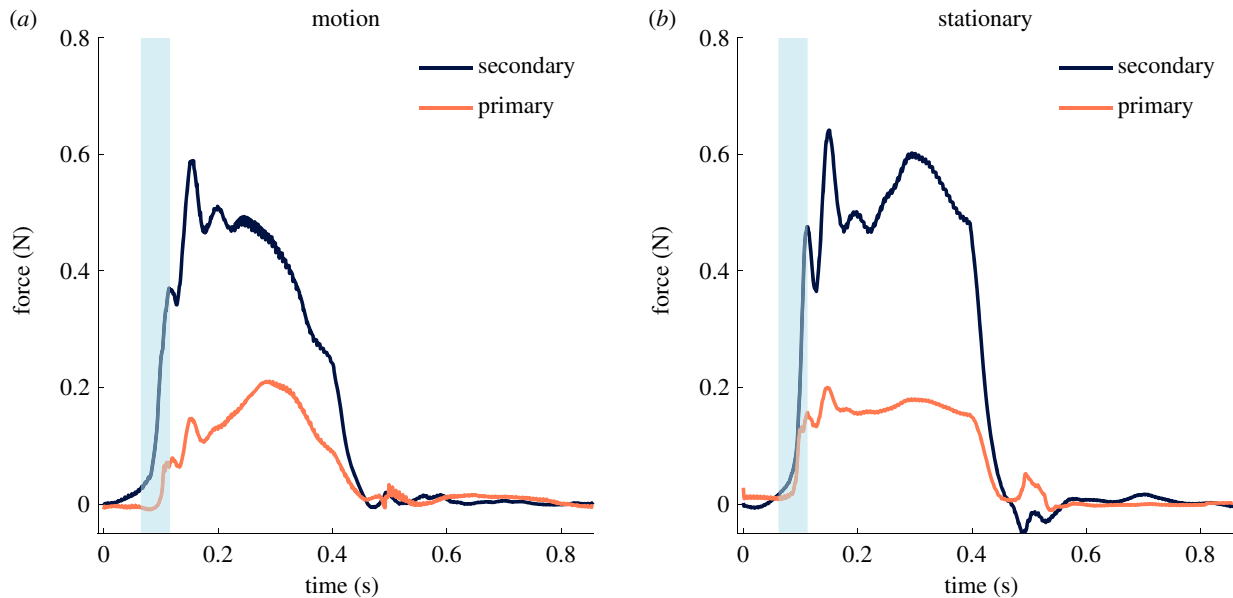 (a) motion
0.8
secondary
primary
0.6
0.4
0.2
0
force (N)
0 0.2 0.4 0.6 0.8
time (s)
(b) stationary
0.8
secondary
primary
0.6
0.4
0.2
0
force (N)
0 0.2 0.4 0.6 0.8
time (s)